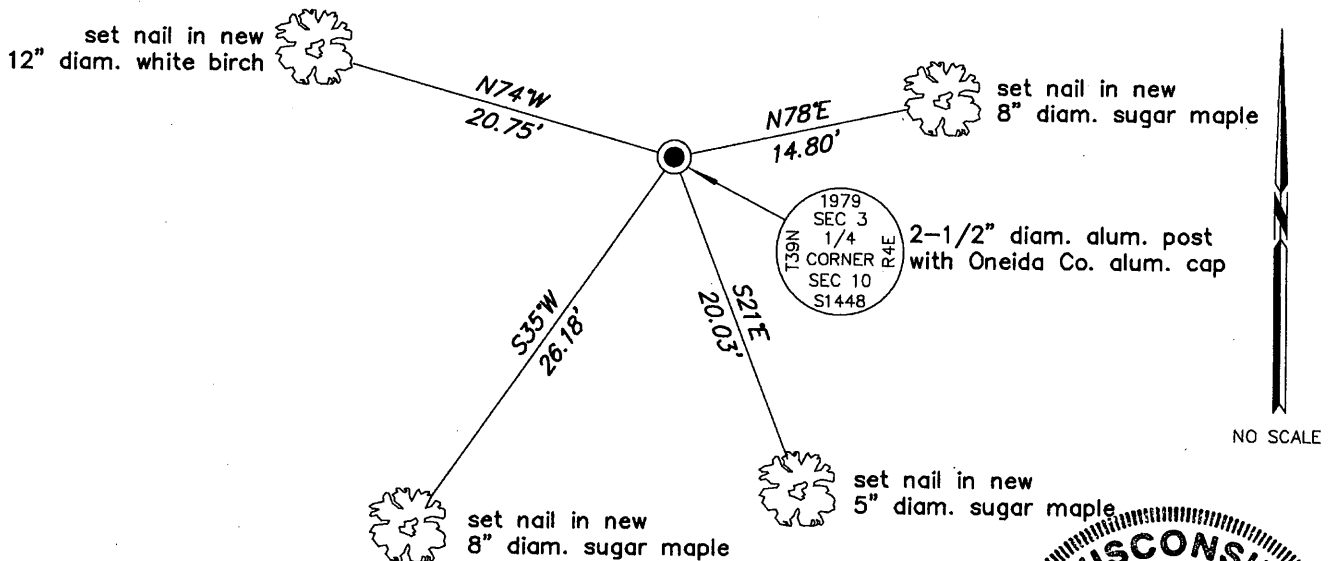 set nail in new
12" diam. white birch
N74°W
20.75'
N78°E
14.80'
set nail in new
8" diam. sugar maple
1979
SEC 3
1/4
CORNER
SEC 10
S1448
T39N
R4E
2-1/2" diam. alum. post
with Oneida Co. alum. cap
S35°W
26.18'
S21°E
20.03'
N
NO SCALE
set nail in new
5" diam. sugar maple
set nail in new
8" diam. sugar maple